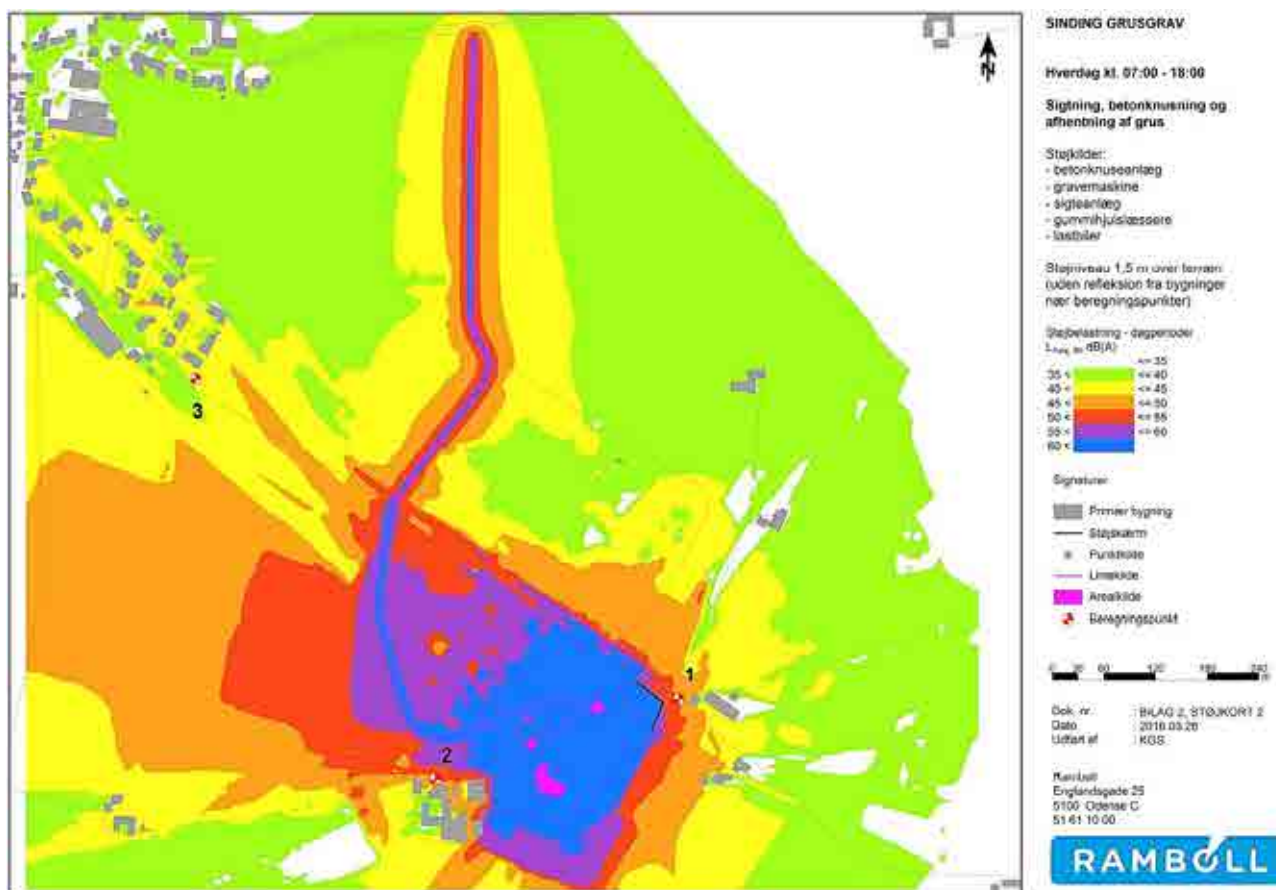 SINDING GRUSGRAV
N
Hverdag kl. 07:00 - 18:00
Sigtning, betonknusning og
afhentning af grus
Støjkilder:
- betonknuseanlæg
- gravemaskine
- sigteanlæg
- gummihjulslæssere
- lastbiler
Støjniveau 1,5 m over terræn
(uden refleksion fra bygninger
nær beregningspunkter)
Støjbelastning - dagperioder
dB(A)
<= 35
35 < <= 40
40 < <= 45
45 < <= 50
50 < <= 55
55 < <= 60
60 <
Signaturer
Primær bygning
Støjskærm
Punktkilde
Liniekilde
Arealkilde
Beregningspunkt
3
1
2
0 30 60 120 180 240
m
Dok. nr. : BILAG 2, STØJKORT 2
Dato : 2016.03.28
Udført af : KGS
Rambøll
Englandsgade 25
5100 Odense C
51 61 10 00
RAMBOLL